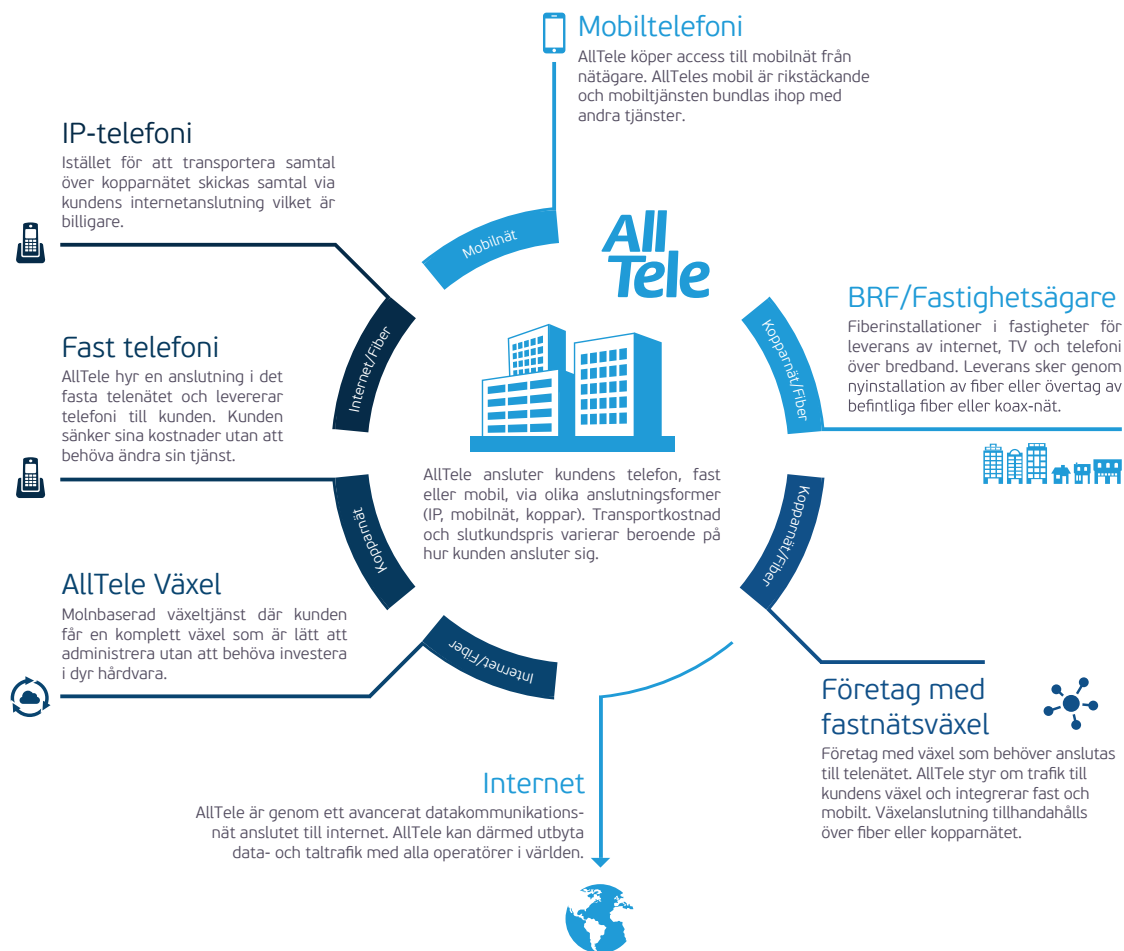 Mobiltelefoni
AllTele köper access till mobilnät från
nätägare. AllTeles mobil är rikstäckande
och mobiltjänsten bundlas ihop med
andra tjänster.
IP-telefoni
Istället för att transportera samtal
över kopparnätet skickas samtal via
kundens internetanslutning vilket är
billigare.
Mobilnät
All
Tele
BRF/Fastighetsägare
Fiberinstallationer i fastigheter för
leverans av internet, TV och telefoni
över bredband. Leverans sker genom
nyinstallation av fiber eller övertag av
befintliga fiber eller koax-nät.
Kopparnät/Fiber
Internet/Fiber
Fast telefoni
AllTele hyr en anslutning i det
fasta telenätet och levererar
telefoni till kunden. Kunden
sänker sina kostnader utan att
behöva ändra sin tjänst.
AllTele ansluter kundens telefon, fast
eller mobil, via olika anslutningsformer
(IP, mobilnät, koppar). Transportkostnad
och slutkundspris varierar beroende på
hur kunden ansluter sig.
Kopparnät
Kopparnät/Fiber
AllTele Växel
Molnbaserad växeltjänst där kunden
får en komplett växel som är lätt att
administrera utan att behöva investera
i dyr hårdvara.
Internet/Fiber
Företag med
fastnätsväxel
Företag med växel som behöver anslutas
till telenätet. AllTele styr om trafik till
kundens växel och integrerar fast och
mobilt. Växelanslutning tillhandahålls
över fiber eller kopparnätet.
Internet
AllTele är genom ett avancerat datakommunikations-
nät anslutet till internet. AllTele kan därmed utbyta
data- och taltrafik med alla operatörer i världen.